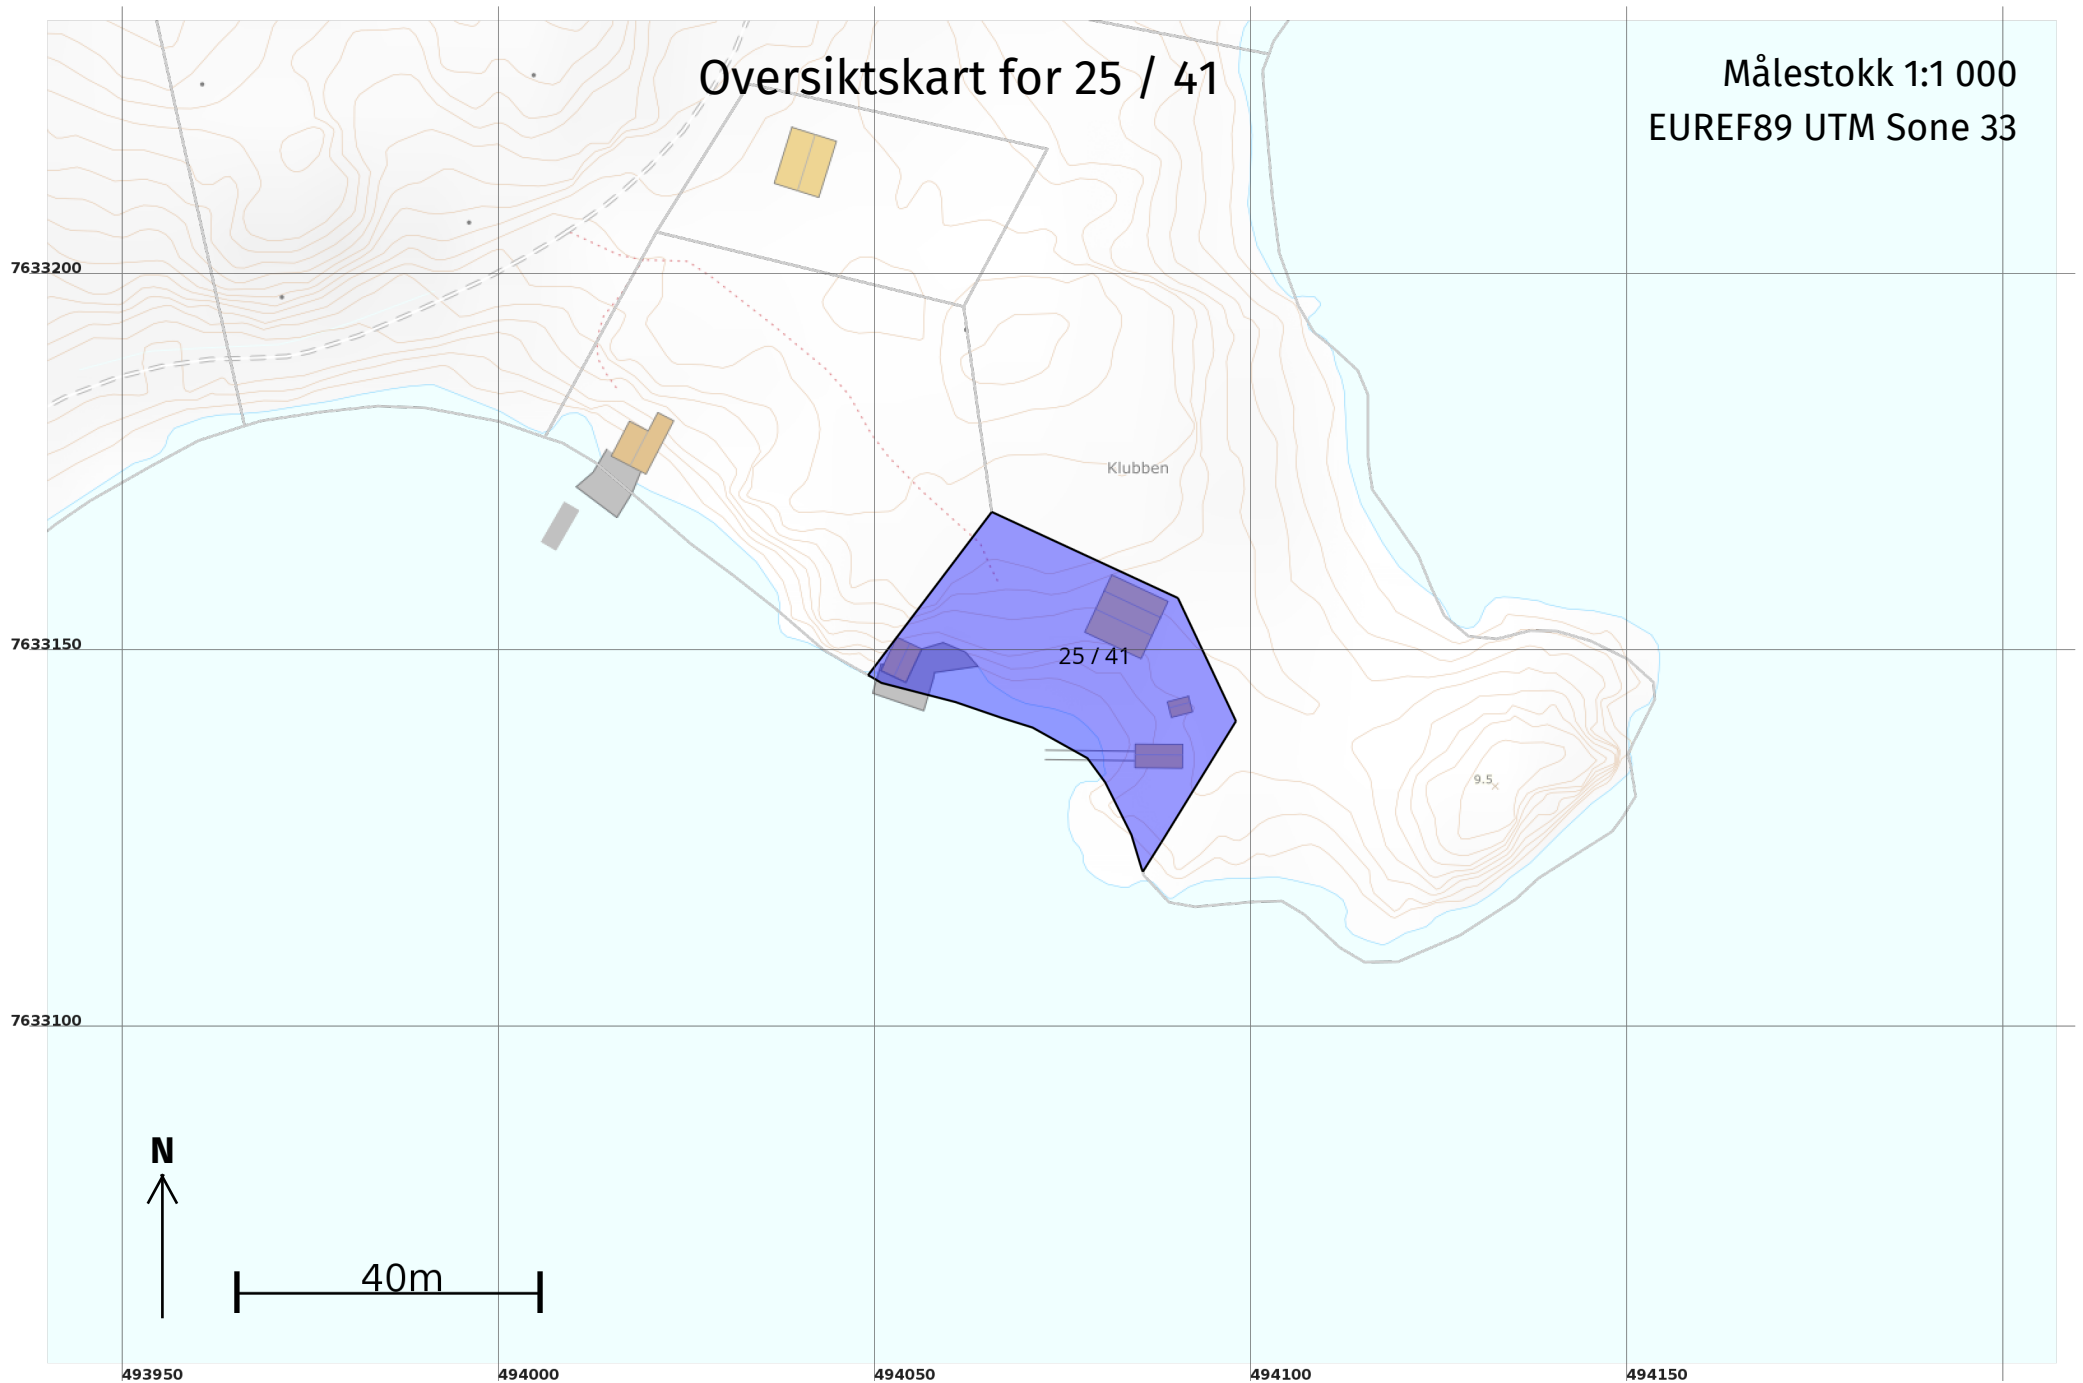 Oversiktskart for 25 / 41
Målestokk 1:1 000
EUREF89 UTM Sone 33
7633200
Klubben
7633150
25 / 41
9.5
7633100
N
40m
493950
494000
494050
494100
494150